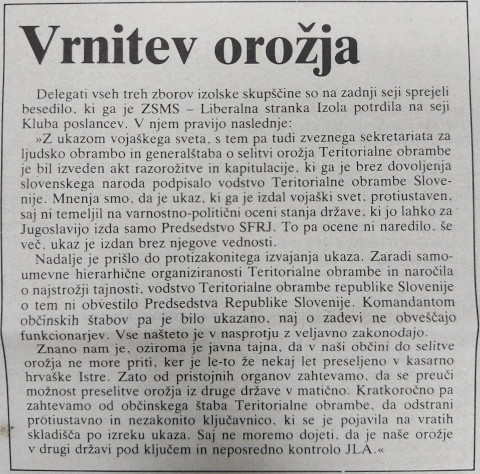 Vrnitev orožja
Delegati vseh treh zborov izolske skupščine so na zadnji seji sprejeli
besedilo, ki ga je ZSMS – Liberalna stranka Izola potrdila na seji
Kluba poslancev. V njem pravijo naslednje:
»Z ukazom vojaškega sveta, s tem pa tudi zveznega sekretariata za
ljudsko obrambo in generalštaba o selitvi orožja Teritorialne obrambe
je bil izveden akt razorožitve in kapitulacije, ki ga je brez dovoljenja
slovenskega naroda podpisalo vodstvo Teritorialne obrambe Slove-
nije. Mnenja smo, da je ukaz, ki ga je izdal vojaški svet, protiustaven,
saj ni temeljil na varnostno-politični oceni stanja države, ki jo lahko za
Jugoslavijo izda samo Predsedstvo SFRJ. To pa ocene ni naredilo, še
več, ukaz je izdan brez njegove vednosti.
Nadalje je prišlo do protizakonitega izvajanja ukaza. Zaradi samo-
umevne hierarhične organiziranosti Teritorialne obrambe in naročila
o najstrožji tajnosti, vodstvo Teritorialne obrambe republike Slovenije
o tem ni obvestilo Predsedstva Republike Slovenije. Komandantom
občinskih štabov pa je bilo ukazano, naj o zadevi ne obveščajo
funkcionarjev. Vse našteto je v nasprotju z veljavno zakonodajo.
Znano nam je, oziroma je javna tajna, da v naši občini do selitve
orožja ne more priti, ker je le-to že nekaj let preseljeno v kasarno
hrvaške Istre. Zato od pristojnih organov zahtevamo, da se preuči
možnost preselitve orožja iz druge države v matično. Kratkoročno pa
zahtevamo od občinskega štaba Teritorialne obrambe, da odstrani
protiustavno in nezakonito ključavnico, ki se je pojavila na vratih
skladišča po izreku ukaza. Saj ne moremo dojeti, da je naše orožje
v drugi državi pod ključem in neposredno kontrolo JLA.«